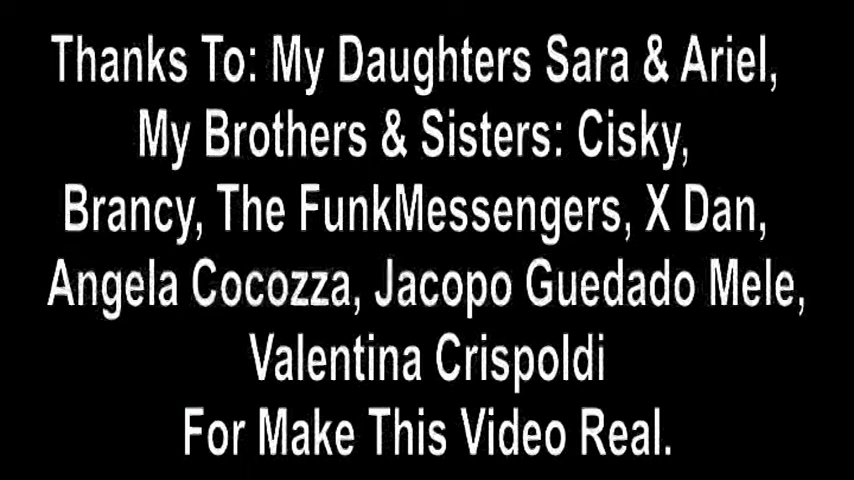 Thanks To: My Daughters Sara & Ariel,
My Brothers & Sisters: Cisky,
Brancy, The FunkMessengers, X Dan,
Angela Cocozza, Jacopo Guedado Mele,
Valentina Crispoldi
For Make This Video Real.